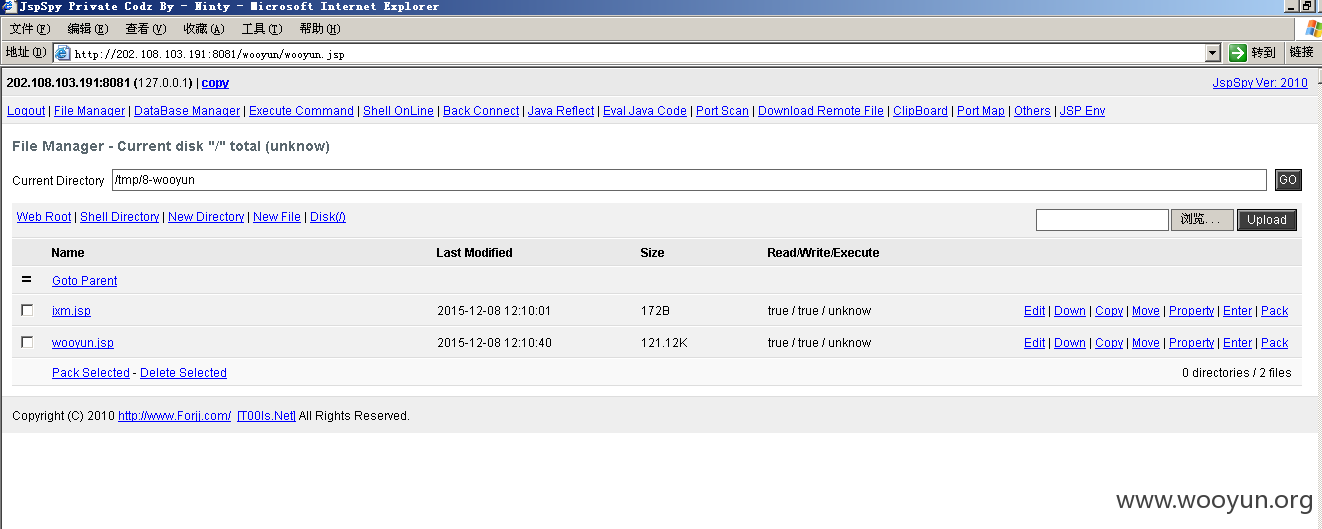 JspSpy Private Codz By - Ninty - Microsoft Internet Explorer
文件(F) 编辑(E) 查看(V) 收藏(A) 工具(T) 帮助(H)
地址(D) http://202.108.103.191:8081/wooyun/wooyun.jsp 转到 链接
202.108.103.191:8081 (127.0.0.1) | copy JspSpy Ver: 2010
Logout | File Manager | DataBase Manager | Execute Command | Shell OnLine | Back Connect | Java Reflect | Eval Java Code | Port Scan | Download Remote File | ClipBoard | Port Map | Others | JSP Env
File Manager - Current disk "/" total (unknow)
Current Directory /tmp/8-wooyun GO
Web Root | Shell Directory | New Directory | New File | Disk(/) 浏览... Upload
Name Last Modified Size Read/Write/Execute
= Goto Parent
ixm.jsp 2015-12-08 12:10:01 172B true / true / unknow Edit | Down | Copy | Move | Property | Enter | Pack
wooyun.jsp 2015-12-08 12:10:40 121.12K true / true / unknow Edit | Down | Copy | Move | Property | Enter | Pack
Pack Selected - Delete Selected 0 directories / 2 files
Copyright (C) 2010 http://www.Forjj.com/ [T00ls.Net] All Rights Reserved.
www.wooyun.org